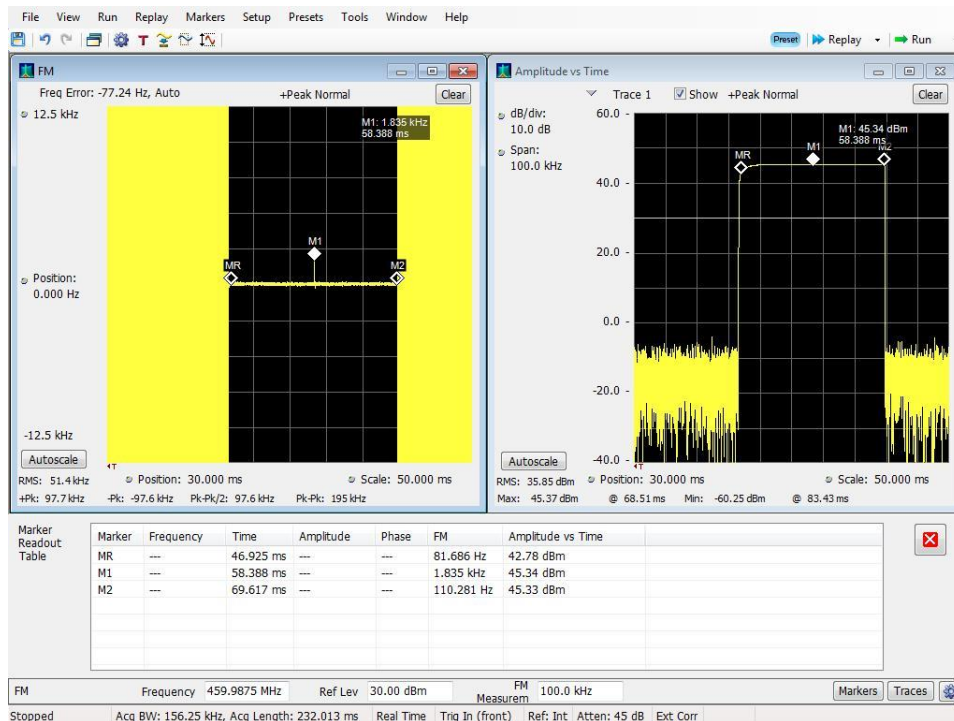 File View Run Replay Markers Setup Presets Tools Window Help
T Preset Replay Run
FM
Freq Error: -77.24 Hz, Auto +Peak Normal Clear
12.5 kHz
M1: 1.835 kHz
58.388 ms
M1
MR M2
Position:
0.000 Hz
-12.5 kHz
Autoscale
T
RMS: 51.4 kHz Position: 30.000 ms Scale: 50.000 ms
+Pk: 97.7 kHz -Pk: -97.6 kHz Pk-Pk/2: 97.6 kHz Pk-Pk: 195 kHz
Amplitude vs Time
Trace 1 Show +Peak Normal Clear
dB/div:
10.0 dB
Span:
100.0 kHz
60.0 -
M1: 45.34 dBm
58.388 ms
MR M1 M2
40.0 -
20.0 -
0.0 -
-20.0 -
-40.0 -
Autoscale
T
RMS: 35.85 dBm Position: 30.000 ms Scale: 50.000 ms
Max: 45.37 dBm @ 68.51 ms Min: -60.25 dBm @ 83.43 ms
Marker
Readout
Table
Marker Frequency Time Amplitude Phase FM Amplitude vs Time
MR --- 46.925 ms --- --- 81.686 Hz 42.78 dBm
M1 --- 58.388 ms --- --- 1.835 kHz 45.34 dBm
M2 --- 69.617 ms --- --- 110.281 Hz 45.33 dBm
FM Frequency 459.9875 MHz Ref Lev 30.00 dBm FM Measurem 100.0 kHz Markers Traces
Stopped Acq BW: 156.25 kHz, Acq Length: 232.013 ms Real Time Trig In (front) Ref: Int Atten: 45 dB Ext Corr